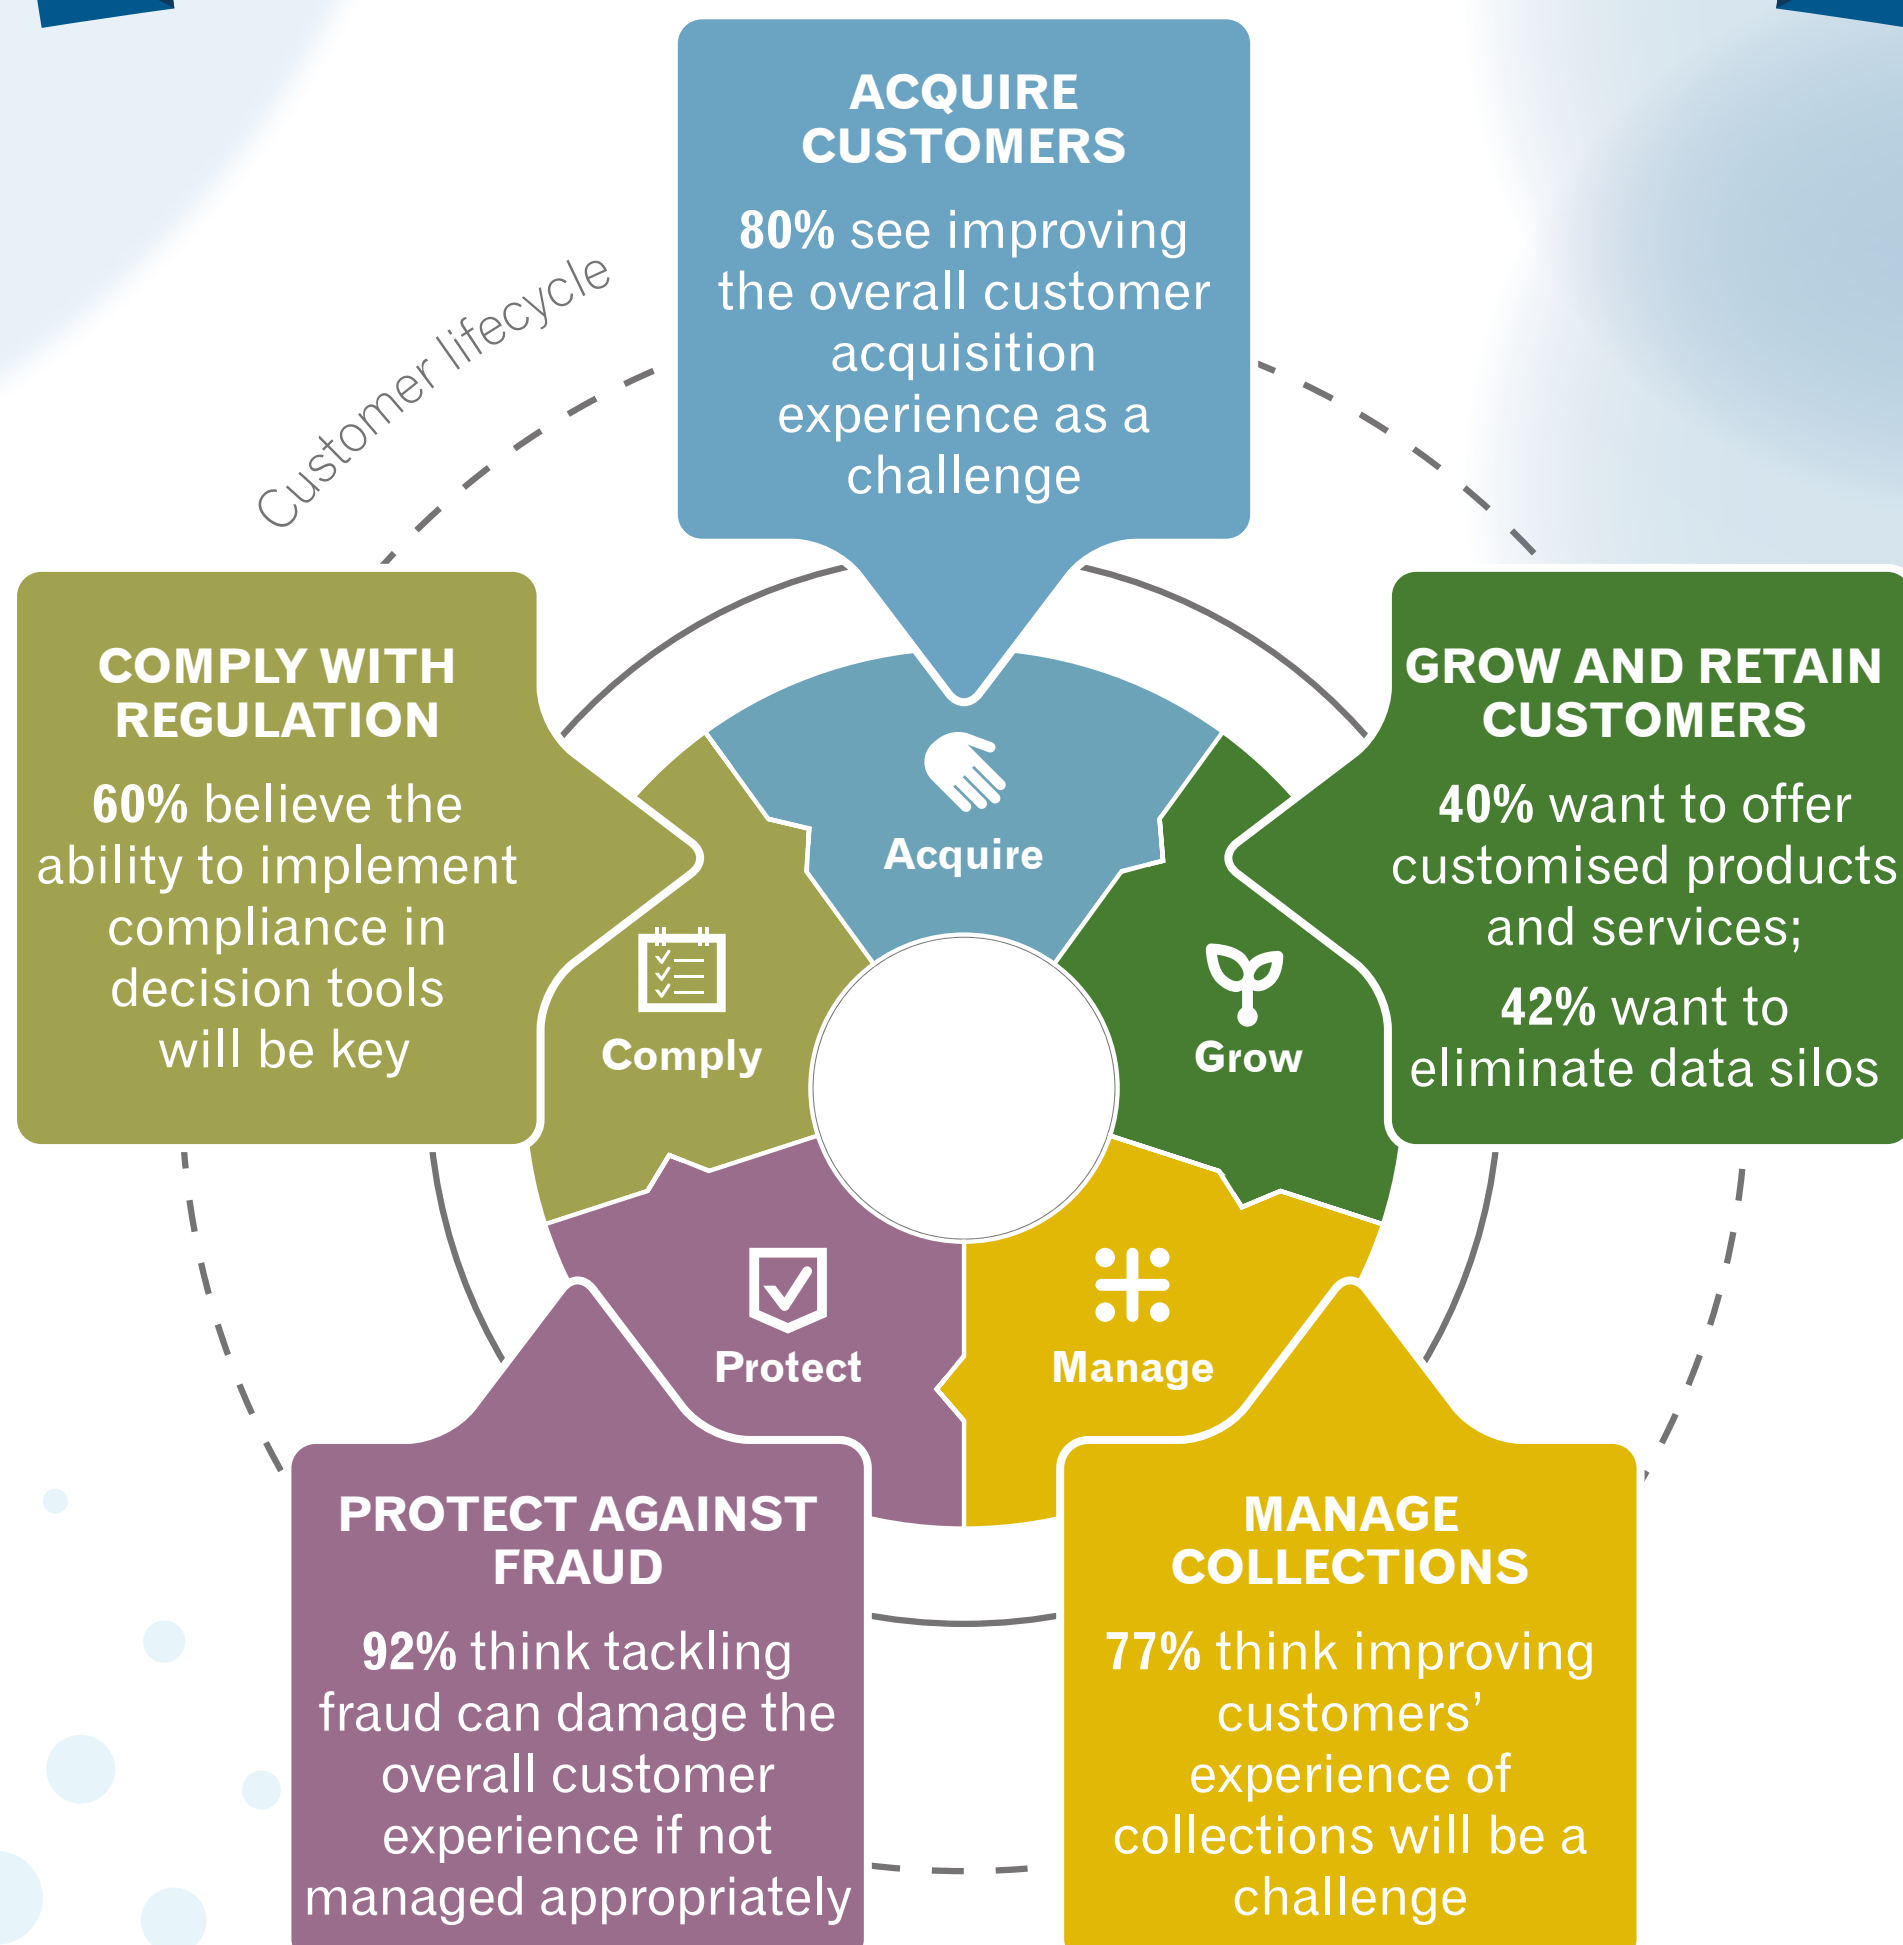 ACQUIRE
CUSTOMERS
80% see improving
the overall customer
acquisition
experience as a
challenge
Customer lifecycle
COMPLY WITH
REGULATION
60% believe the
ability to implement
compliance in
decision tools
will be key
GROW AND RETAIN
CUSTOMERS
40% want to offer
customised products
and services;
42% want to
eliminate data silos
Acquire
Comply
Grow
Protect
Manage
PROTECT AGAINST
FRAUD
92% think tackling
fraud can damage the
overall customer
experience if not
managed appropriately
MANAGE
COLLECTIONS
77% think improving
customers’
experience of
collections will be a
challenge